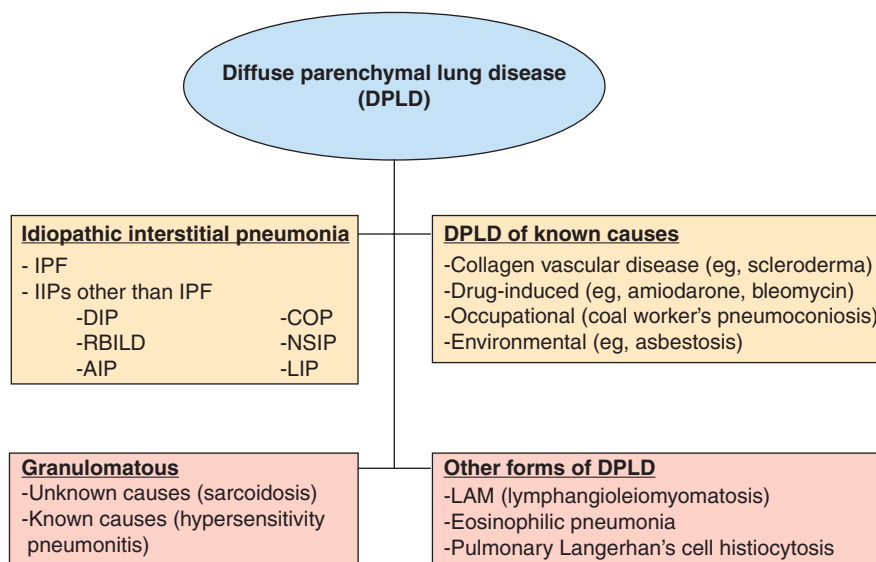 Diffuse parenchymal lung disease
(DPLD)
Idiopathic interstitial pneumonia
- IPF
- IIPs other than IPF
-DIP -COP
-RBILD -NSIP
-AIP -LIP
DPLD of known causes
-Collagen vascular disease (eg, scleroderma)
-Drug-induced (eg, amiodarone, bleomycin)
-Occupational (coal worker's pneumoconiosis)
-Environmental (eg, asbestosis)
Granulomatous
-Unknown causes (sarcoidosis)
-Known causes (hypersensitivity
pneumonitis)
Other forms of DPLD
-LAM (lymphangioleiomyomatosis)
-Eosinophilic pneumonia
-Pulmonary Langerhan's cell histiocytosis